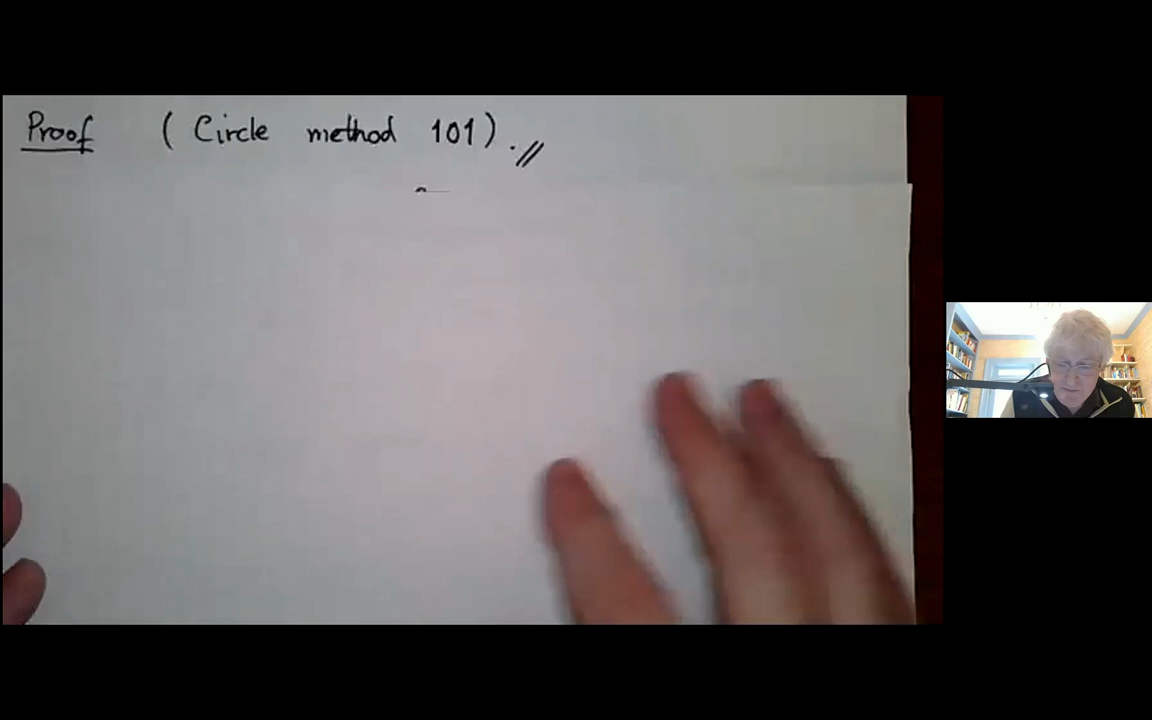 Proof (Circle method 101). //